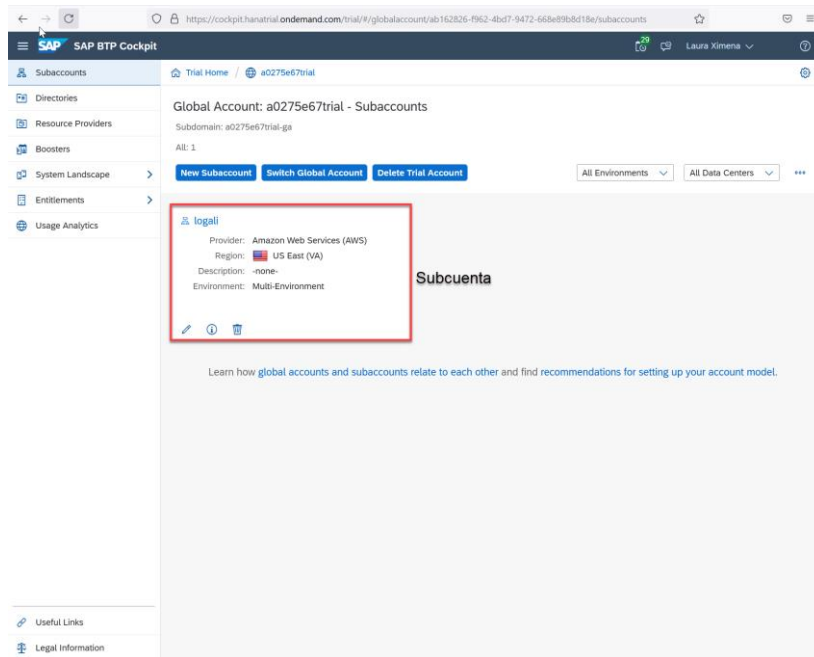 https://cockpit.hanatrial.ondemand.com/trial/#/globalaccount/ab162826-f962-4bd7-9472-668e89b8d18e/subaccounts
SAP SAP BTP Cockpit
29
Laura Ximena
Subaccounts
Directories
Resource Providers
Boosters
System Landscape
Entitlements
Usage Analytics
Useful Links
Legal Information
Trial Home / a0275e67trial
Global Account: a0275e67trial - Subaccounts
Subdomain: a0275e67trial-ga
All: 1
New Subaccount Switch Global Account Delete Trial Account All Environments All Data Centers
logali
Provider: Amazon Web Services (AWS)
Region: US East (VA)
Description: -none-
Environment: Multi-Environment
Subcuenta
Learn how global accounts and subaccounts relate to each other and find recommendations for setting up your account model.